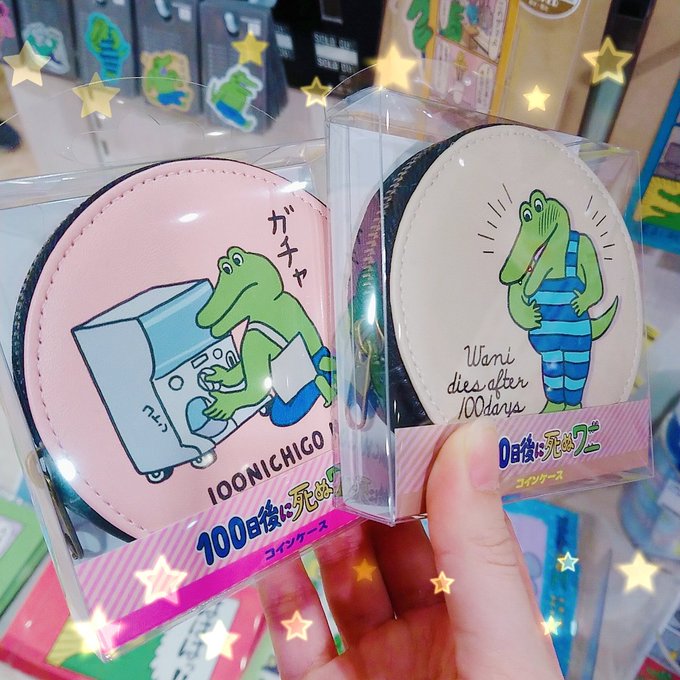 ガチャ
100NICHIGO W
100日後に死ぬワニ
コインケース
Wani
dies after
100days
00日後に死ぬワニ
コインケース